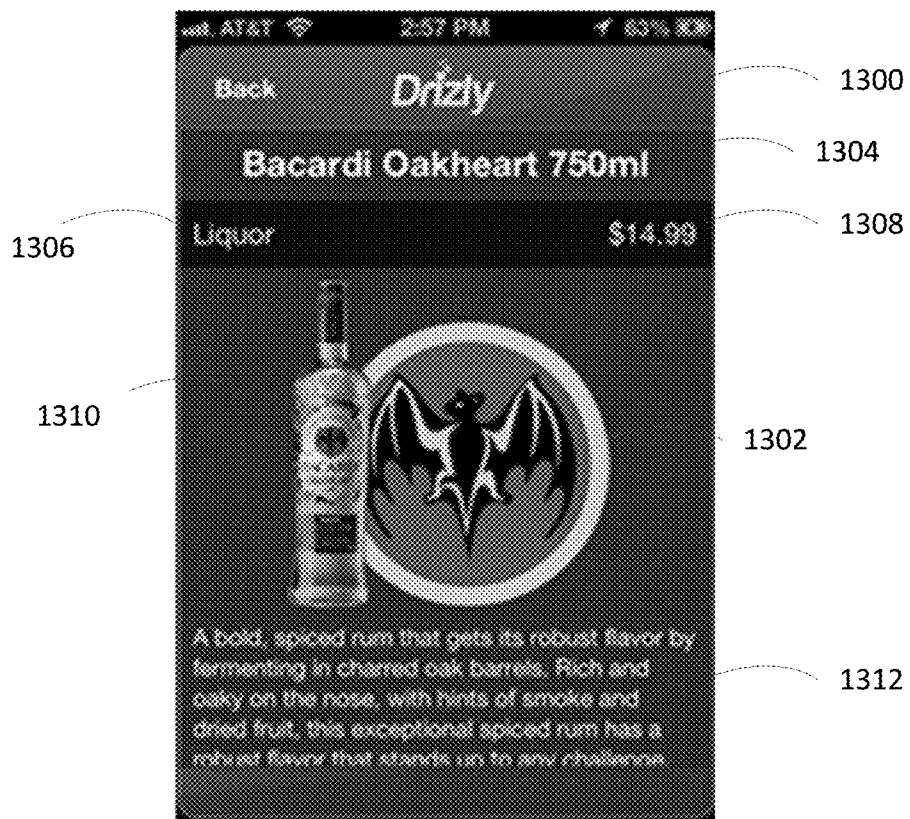 AT&T 2:57 PM 63%
Back Drizly
1300
Bacardi Oakheart 750ml
1304
Liquor $14.99
1306
1308
1310
1302
A bold, spiced rum that gets its robust flavor by
fermenting in charred oak barrels. Rich and
oaky on the nose, with hints of smoke and
dried fruit, this exceptional spiced rum has a
robust flavor that stands up to any challenge
1312